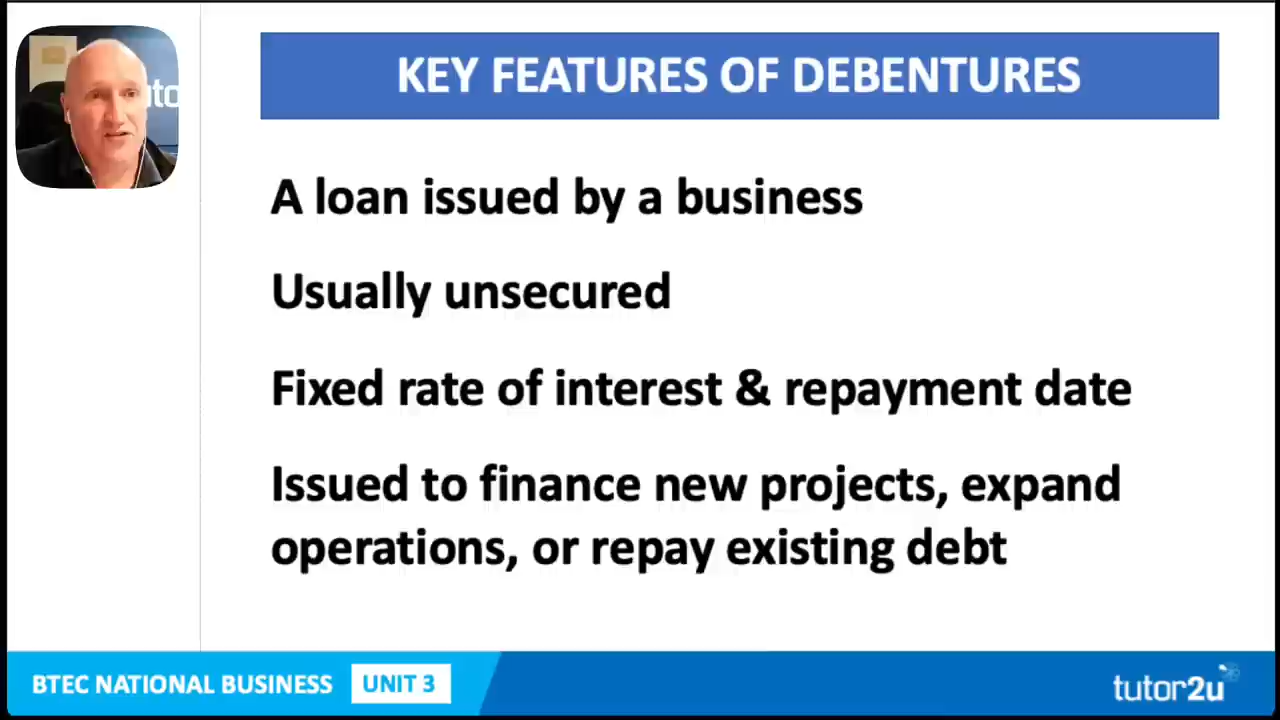 KEY FEATURES OF DEBENTURES
A loan issued by a business
Usually unsecured
Fixed rate of interest & repayment date
Issued to finance new projects, expand
operations, or repay existing debt
BTEC NATIONAL BUSINESS UNIT 3
tutor2u